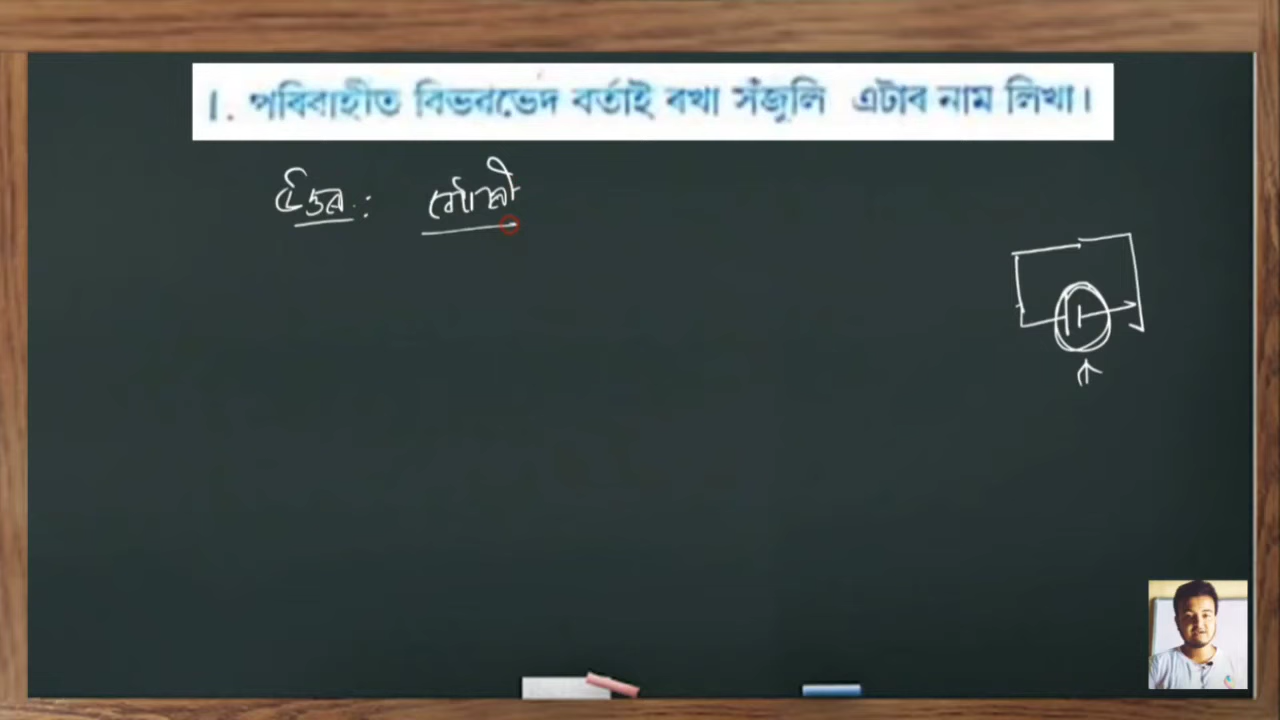 1. পৰিবাহীত বিভৱভেদ বৰ্তাই ৰখা সঁজুলি এটাৰ নাম লিখা।
উত্তৰ :